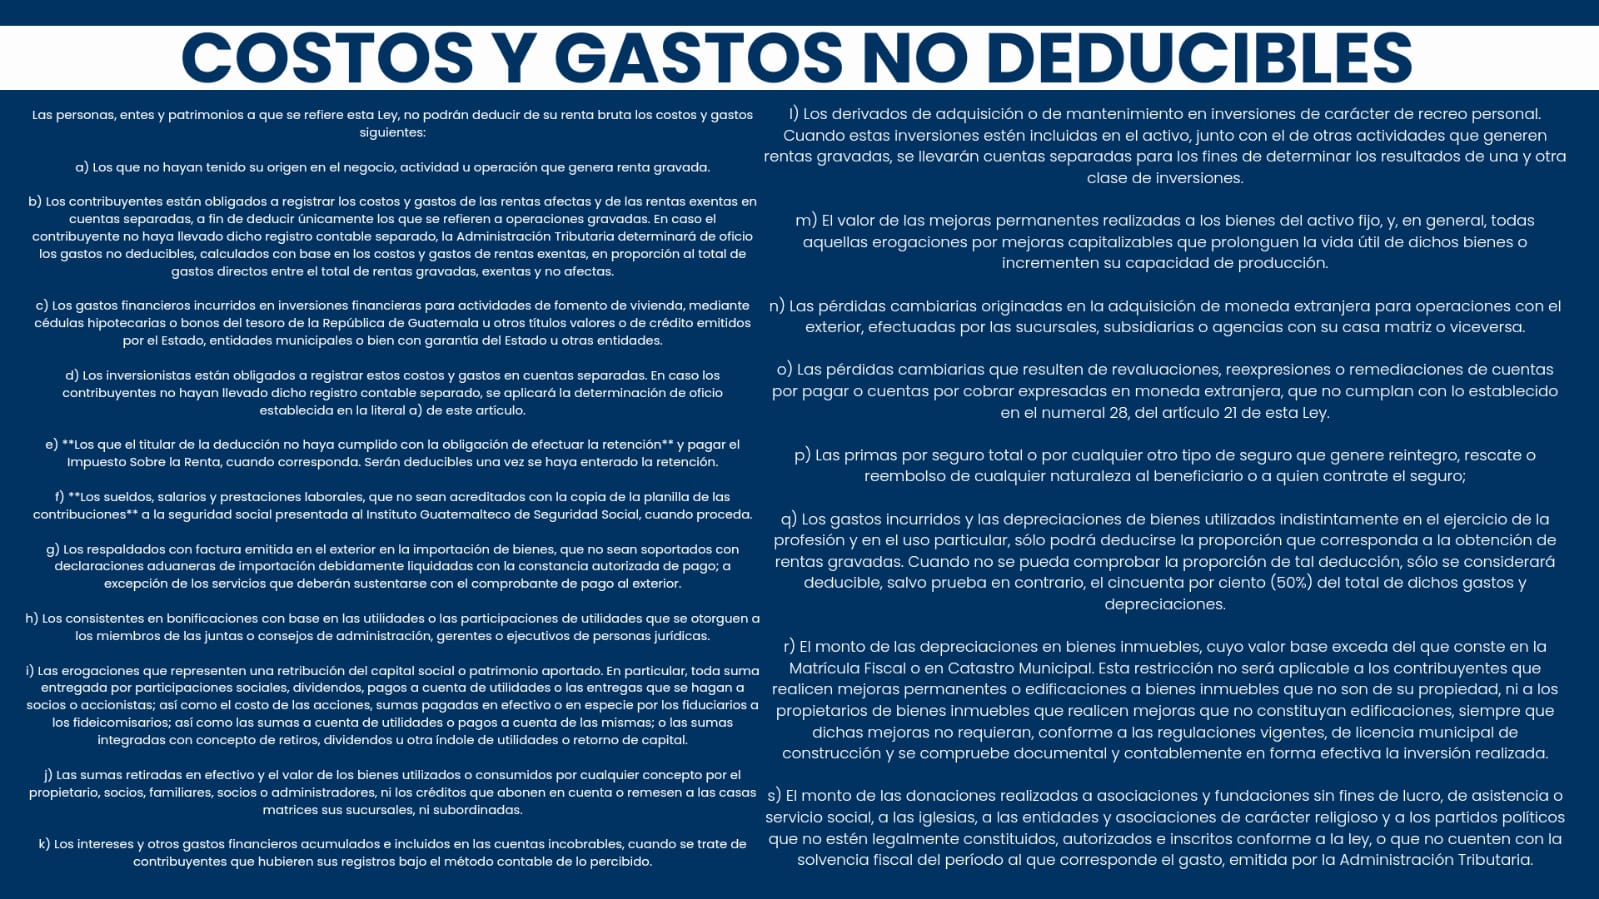 COSTOS Y GASTOS NO DEDUCIBLES
Las personas, entes y patrimonios a que se refiere esta Ley, no podrán deducir de su renta bruta los costos y gastos
siguientes:
a) Los que no hayan tenido su origen en el negocio, actividad u operación que genera renta gravada.
b) Los contribuyentes están obligados a registrar los costos y gastos de las rentas afectas y de las rentas exentas en
cuentas separadas, a fin de deducir únicamente los que se refieren a operaciones gravadas. En caso el
contribuyente no haya llevado dicho registro contable separado, la Administración Tributaria determinará de oficio
los gastos no deducibles, calculados con base en los costos y gastos de rentas exentas, en proporción al total de
gastos directos entre el total de rentas gravadas, exentas y no afectas.
c) Los gastos financieros incurridos en inversiones financieras para actividades de fomento de vivienda, mediante
cédulas hipotecarias o bonos del tesoro de la República de Guatemala u otros títulos valores o de crédito emitidos
por el Estado, entidades municipales o bien con garantía del Estado u otras entidades.
d) Los inversionistas están obligados a registrar estos costos y gastos en cuentas separadas. En caso los
contribuyentes no hayan llevado dicho registro contable separado, se aplicará la determinación de oficio
establecida en la literal a) de este artículo.
e) **Los que el titular de la deducción no haya cumplido con la obligación de efectuar la retención** y pagar el
Impuesto Sobre la Renta, cuando corresponda. Serán deducibles una vez se haya enterado la retención.
f) **Los sueldos, salarios y prestaciones laborales, que no sean acreditados con la copia de la planilla de las
contribuciones** a la seguridad social presentada al Instituto Guatemalteco de Seguridad Social, cuando proceda.
g) Los respaldados con factura emitida en el exterior en la importación de bienes, que no sean soportados con
declaraciones aduaneras de importación debidamente liquidadas con la constancia autorizada de pago; a
excepción de los servicios que deberán sustentarse con el comprobante de pago al exterior.
h) Los consistentes en bonificaciones con base en las utilidades o las participaciones de utilidades que se otorguen a
los miembros de las juntas o consejos de administración, gerentes o ejecutivos de personas jurídicas.
i) Las erogaciones que representen una retribución del capital social o patrimonio aportado. En particular, toda suma
entregada por participaciones sociales, dividendos, pagos a cuenta de utilidades o las entregas que se hagan a
socios o accionistas; así como el costo de las acciones, sumas pagadas en efectivo o en especie por los fiduciarios a
los fideicomisarios; así como las sumas a cuenta de utilidades o pagos a cuenta de las mismas; o las sumas
integradas con concepto de retiros, dividendos u otra índole de utilidades o retorno de capital.
j) Las sumas retiradas en efectivo y el valor de los bienes utilizados o consumidos por cualquier concepto por el
propietario, socios, familiares, socios o administradores, ni los créditos que abonen en cuenta o remesen a las casas
matrices sus sucursales, ni subordinadas.
k) Los intereses y otros gastos financieros acumulados e incluidos en las cuentas incobrables, cuando se trate de
contribuyentes que hubieren sus registros bajo el método contable de lo percibido.
l) Los derivados de adquisición o de mantenimiento en inversiones de carácter de recreo personal.
Cuando estas inversiones estén incluidas en el activo, junto con el de otras actividades que generen
rentas gravadas, se llevarán cuentas separadas para los fines de determinar los resultados de una y otra
clase de inversiones.
m) El valor de las mejoras permanentes realizadas a los bienes del activo fijo, y, en general, todas
aquellas erogaciones por mejoras capitalizables que prolonguen la vida útil de dichos bienes o
incrementen su capacidad de producción.
n) Las pérdidas cambiarias originadas en la adquisición de moneda extranjera para operaciones con el
exterior, efectuadas por las sucursales, subsidiarias o agencias con su casa matriz o viceversa.
o) Las pérdidas cambiarias que resulten de revaluaciones, reexpresiones o remediaciones de cuentas
por pagar o cuentas por cobrar expresadas en moneda extranjera, que no cumplan con lo establecido
en el numeral 28, del artículo 21 de esta Ley.
p) Las primas por seguro total o por cualquier otro tipo de seguro que genere reintegro, rescate o
reembolso de cualquier naturaleza al beneficiario o a quien contrate el seguro;
q) Los gastos incurridos y las depreciaciones de bienes utilizados indistintamente en el ejercicio de la
profesión y en el uso particular, sólo podrá deducirse la proporción que corresponda a la obtención de
rentas gravadas. Cuando no se pueda comprobar la proporción de tal deducción, sólo se considerará
deducible, salvo prueba en contrario, el cincuenta por ciento (50%) del total de dichos gastos y
depreciaciones.
r) El monto de las depreciaciones en bienes inmuebles, cuyo valor base exceda del que conste en la
Matrícula Fiscal o en Catastro Municipal. Esta restricción no será aplicable a los contribuyentes que
realicen mejoras permanentes o edificaciones a bienes inmuebles que no son de su propiedad, ni a los
propietarios de bienes inmuebles que realicen mejoras que no constituyan edificaciones, siempre que
dichas mejoras no requieran, conforme a las regulaciones vigentes, de licencia municipal de
construcción y se compruebe documental y contablemente en forma efectiva la inversión realizada.
s) El monto de las donaciones realizadas a asociaciones y fundaciones sin fines de lucro, de asistencia o
servicio social, a las iglesias, a las entidades y asociaciones de carácter religioso y a los partidos políticos
que no estén legalmente constituidos, autorizados e inscritos conforme a la ley, o que no cuenten con la
solvencia fiscal del período al que corresponde el gasto, emitida por la Administración Tributaria.